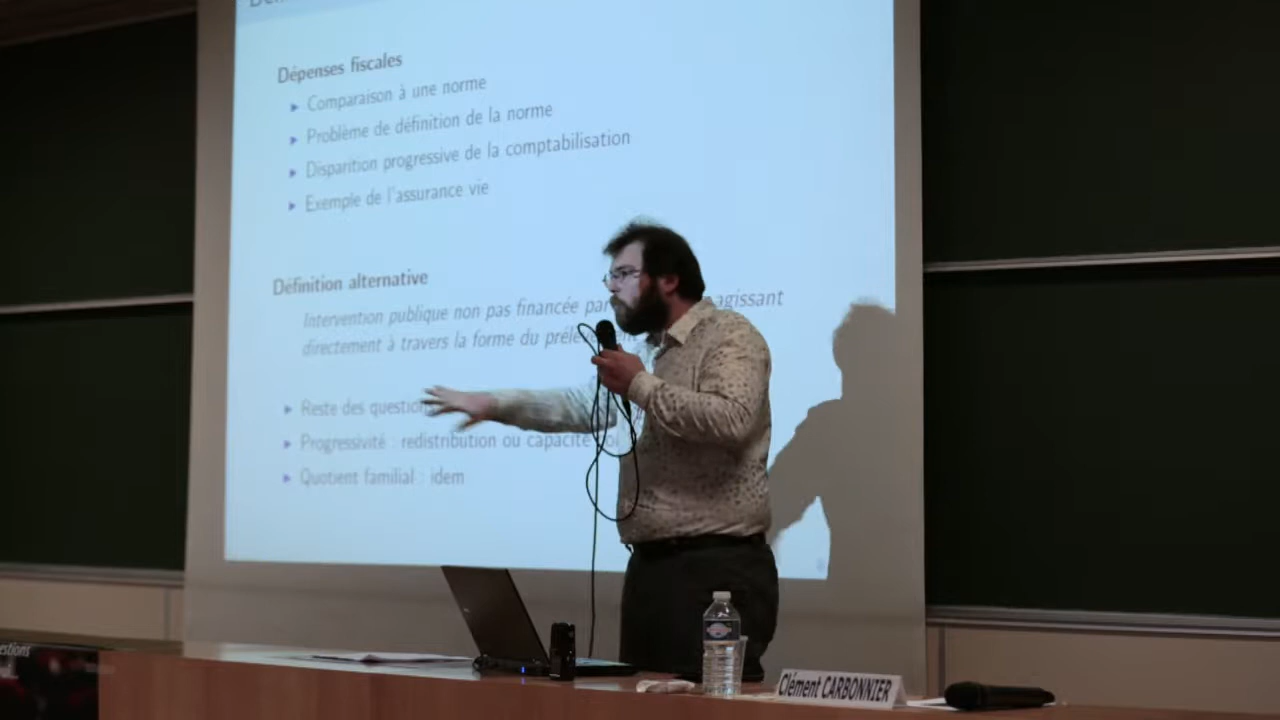 Dépenses fiscales
Comparaison à une norme
Problème de définition de la norme
Disparition progressive de la comptabilisation
Exemple de l'assurance vie
Définition alternative
Intervention publique non pas financée par agissant
directement à travers la forme du
Reste des
Progressivité : redistribution ou capacité
Quotient familial : idem
Clément CARBONNIER